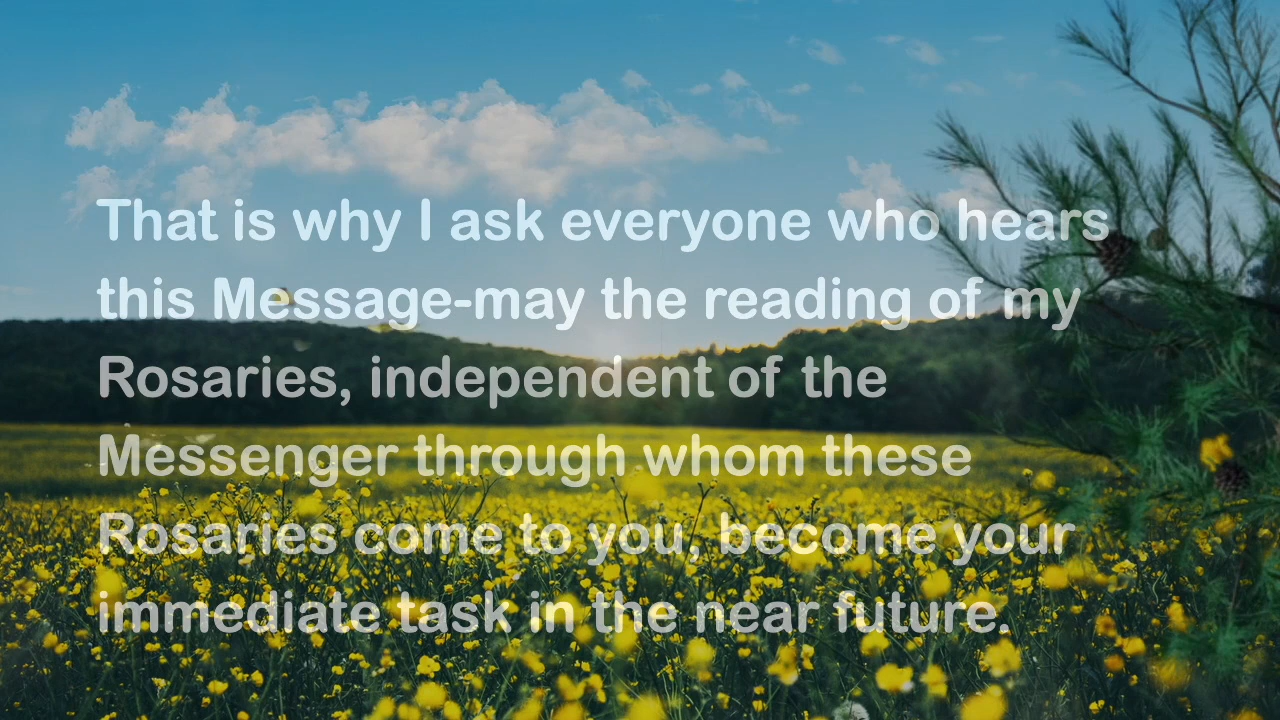 That is why I ask everyone who hears
this Message-may the reading of my
Rosaries, independent of the
Messenger through whom these
Rosaries come to you, become your
immediate task in the near future.